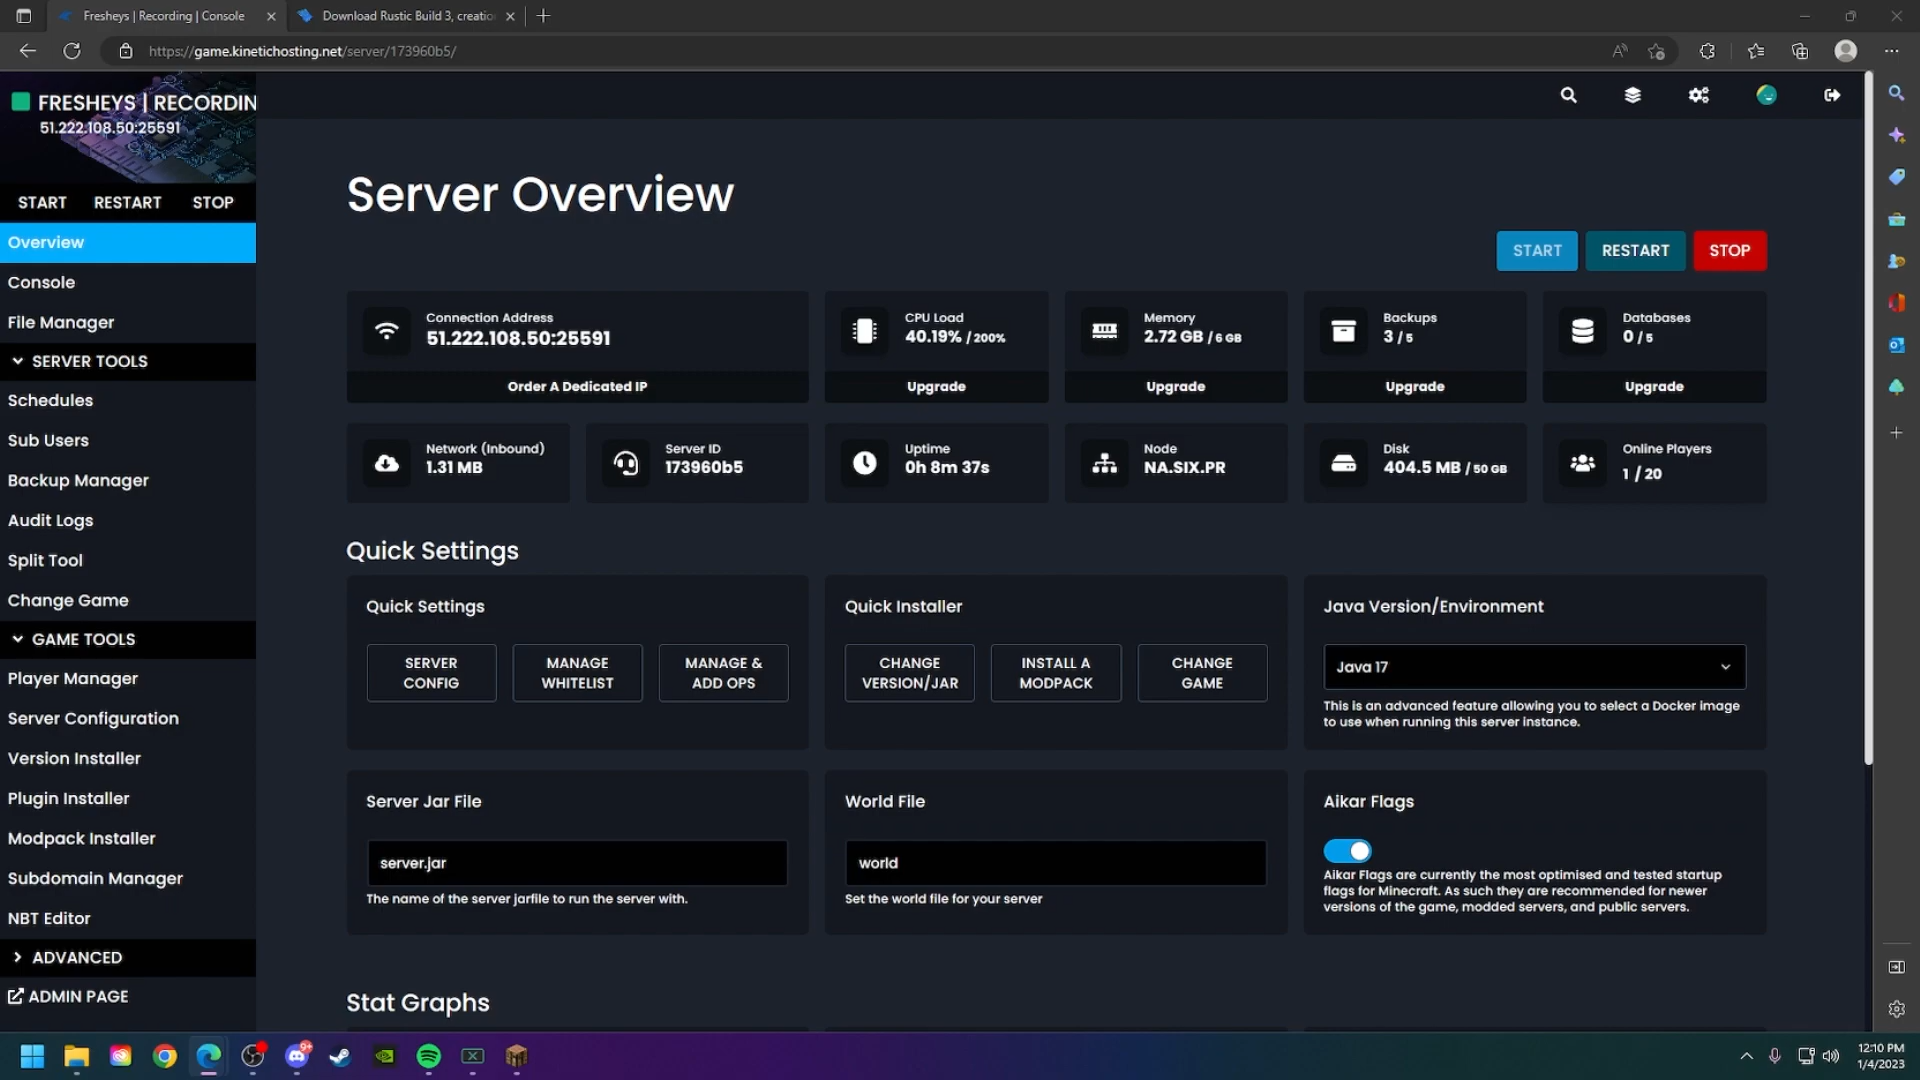 Fresheys | Recording | Console
Download Rustic Build 3, creatio
https://game.kinetichosting.net/server/173960b5/
FRESHEYS | RECORDIN
51.222.108.50:25591
START RESTART STOP
Overview
Console
File Manager
SERVER TOOLS
Schedules
Sub Users
Backup Manager
Audit Logs
Split Tool
Change Game
GAME TOOLS
Player Manager
Server Configuration
Version Installer
Plugin Installer
Modpack Installer
Subdomain Manager
NBT Editor
ADVANCED
ADMIN PAGE
Server Overview
START RESTART STOP
Connection Address
51.222.108.50:25591
Order A Dedicated IP
CPU Load
40.19% / 200%
Upgrade
Memory
2.72 GB / 6 GB
Upgrade
Backups
3 / 5
Upgrade
Databases
0 / 5
Upgrade
Network (Inbound)
1.31 MB
Server ID
173960b5
Uptime
0h 8m 37s
Node
NA.SIX.PR
Disk
404.5 MB / 50 GB
Online Players
1 / 20
Quick Settings
Quick Settings
SERVER
CONFIG
MANAGE
WHITELIST
MANAGE &
ADD OPS
Quick Installer
CHANGE
VERSION/JAR
INSTALL A
MODPACK
CHANGE
GAME
Java Version/Environment
Java 17
This is an advanced feature allowing you to select a Docker image
to use when running this server instance.
Server Jar File
server.jar
The name of the server jarfile to run the server with.
World File
world
Set the world file for your server
Aikar Flags
Aikar Flags are currently the most optimised and tested startup
flags for Minecraft. As such they are recommended for newer
versions of the game, modded servers, and public servers.
Stat Graphs
9+
12:10 PM
1/4/2023